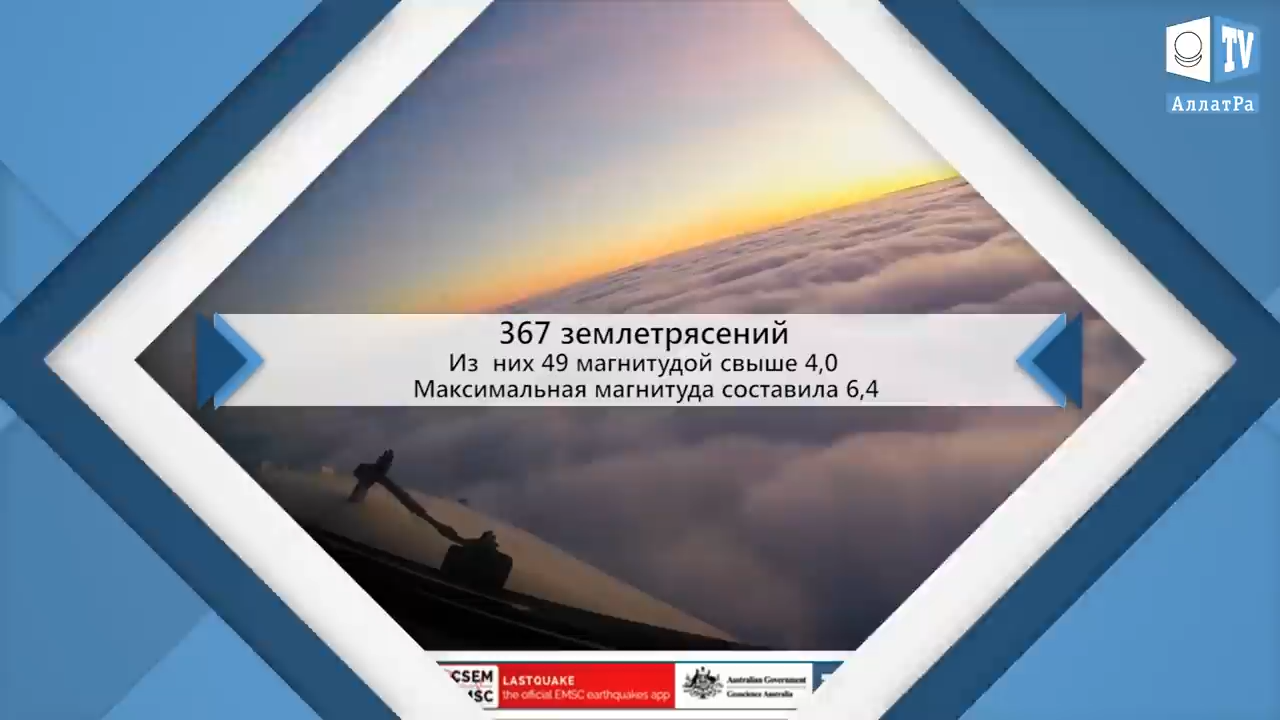 TV
АллатРа
367 землетрясений
Из них 49 магнитудой свыше 4,0
Максимальная магнитуда составила 6,4
CSEM
LASTQUAKE
the official EMSC earthquakes app
Australian Government
Geoscience Australia